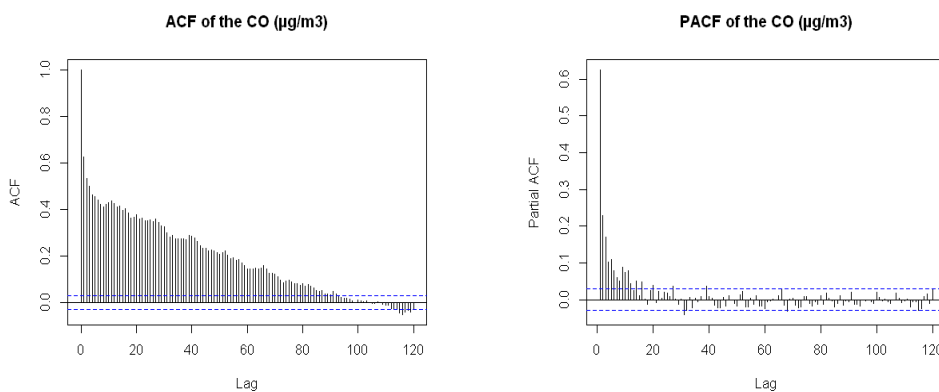 ACF of the CO (µg/m3)
ACF
1.0
0.8
0.6
0.4
0.2
0.0
0 20 40 60 80 100 120
Lag
PACF of the CO (µg/m3)
Partial ACF
0.6
0.5
0.4
0.3
0.2
0.1
0.0
0 20 40 60 80 100 120
Lag